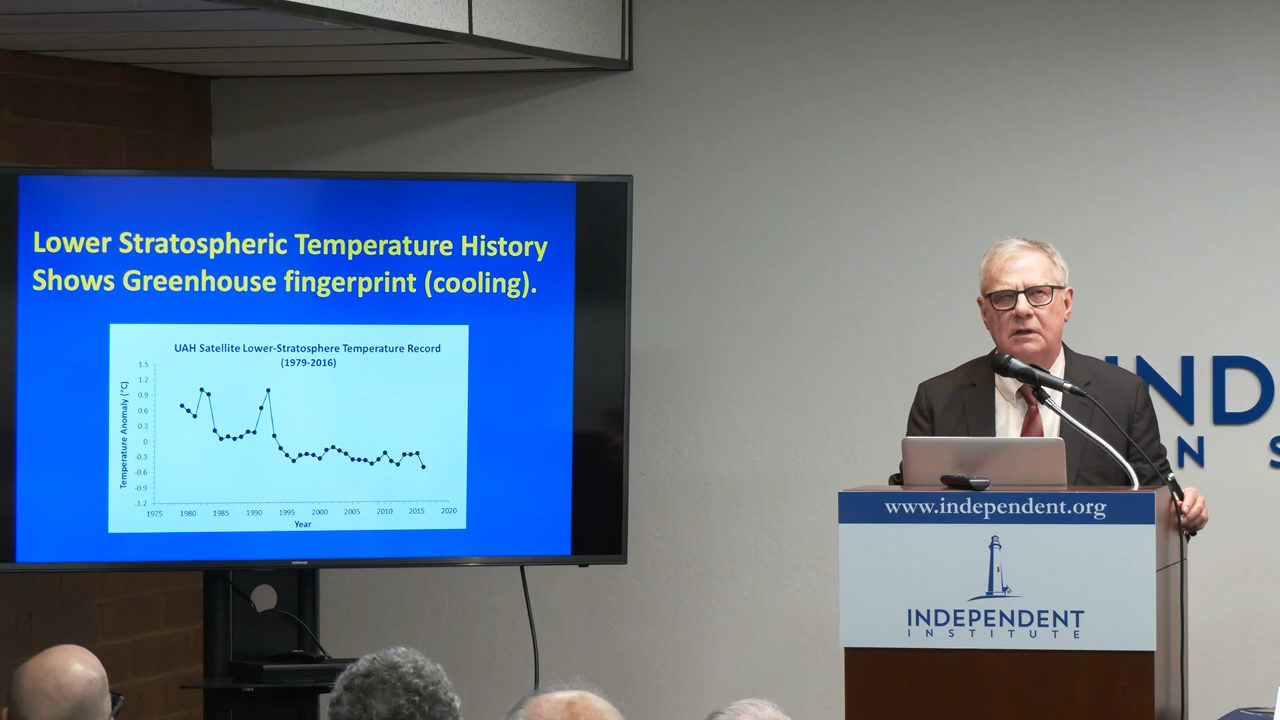 Lower Stratospheric Temperature History
Shows Greenhouse fingerprint (cooling).
UAH Satellite Lower-Stratosphere Temperature Record
(1979-2016)
Temperature Anomaly (°C)
1.5
1.2
0.9
0.6
0.3
0
-0.3
-0.6
-0.9
-1.2
1975 1980 1985 1990 1995 2000 2005 2010 2015 2020
Year
SAMSUNG
IND
N S
www.independent.org
INDEPENDENT
INSTITUTE